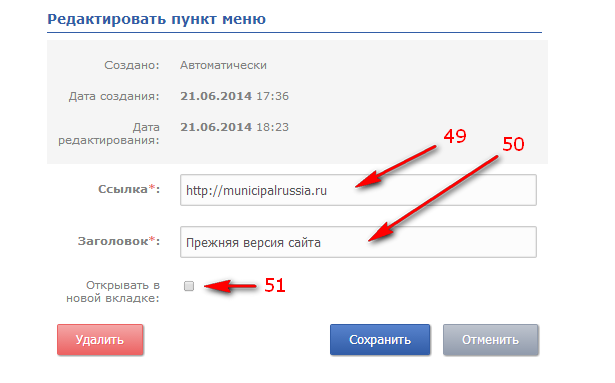 Редактировать пункт меню
Создано: Автоматически
Дата создания: 21.06.2014 17:36
Дата редактирования: 21.06.2014 18:23
49
50
Ссылка*: http://municipalrussia.ru
Заголовок*: Прежняя версия сайта
Открывать в
новой вкладке:
51
Удалить Сохранить Отменить